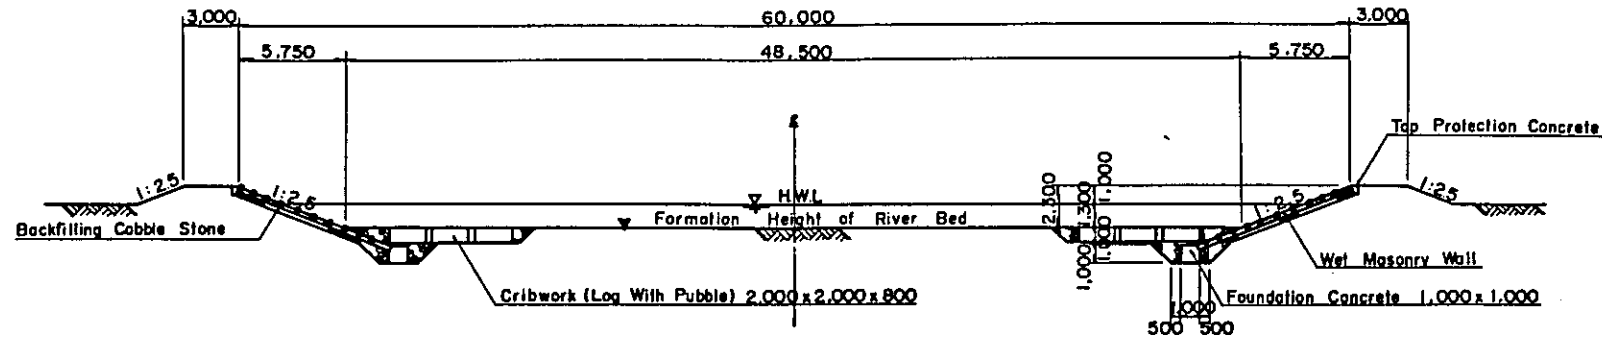 3,000 60,000 3,000
5.750 48,500 5.750
Top Protection Concrete
1:2.5 1:2.5 H.W.L 2,300 1,300 1,000 1:2.5 1:2.5
Backfilling Cobble Stone Formation Height of River Bed
1,000 1,000 Wet Masonry Wall
Cribwork (Log With Pubble) 2,000 x 2,000 x 800 1,000 Foundation Concrete 1,000 x 1,000
500 500